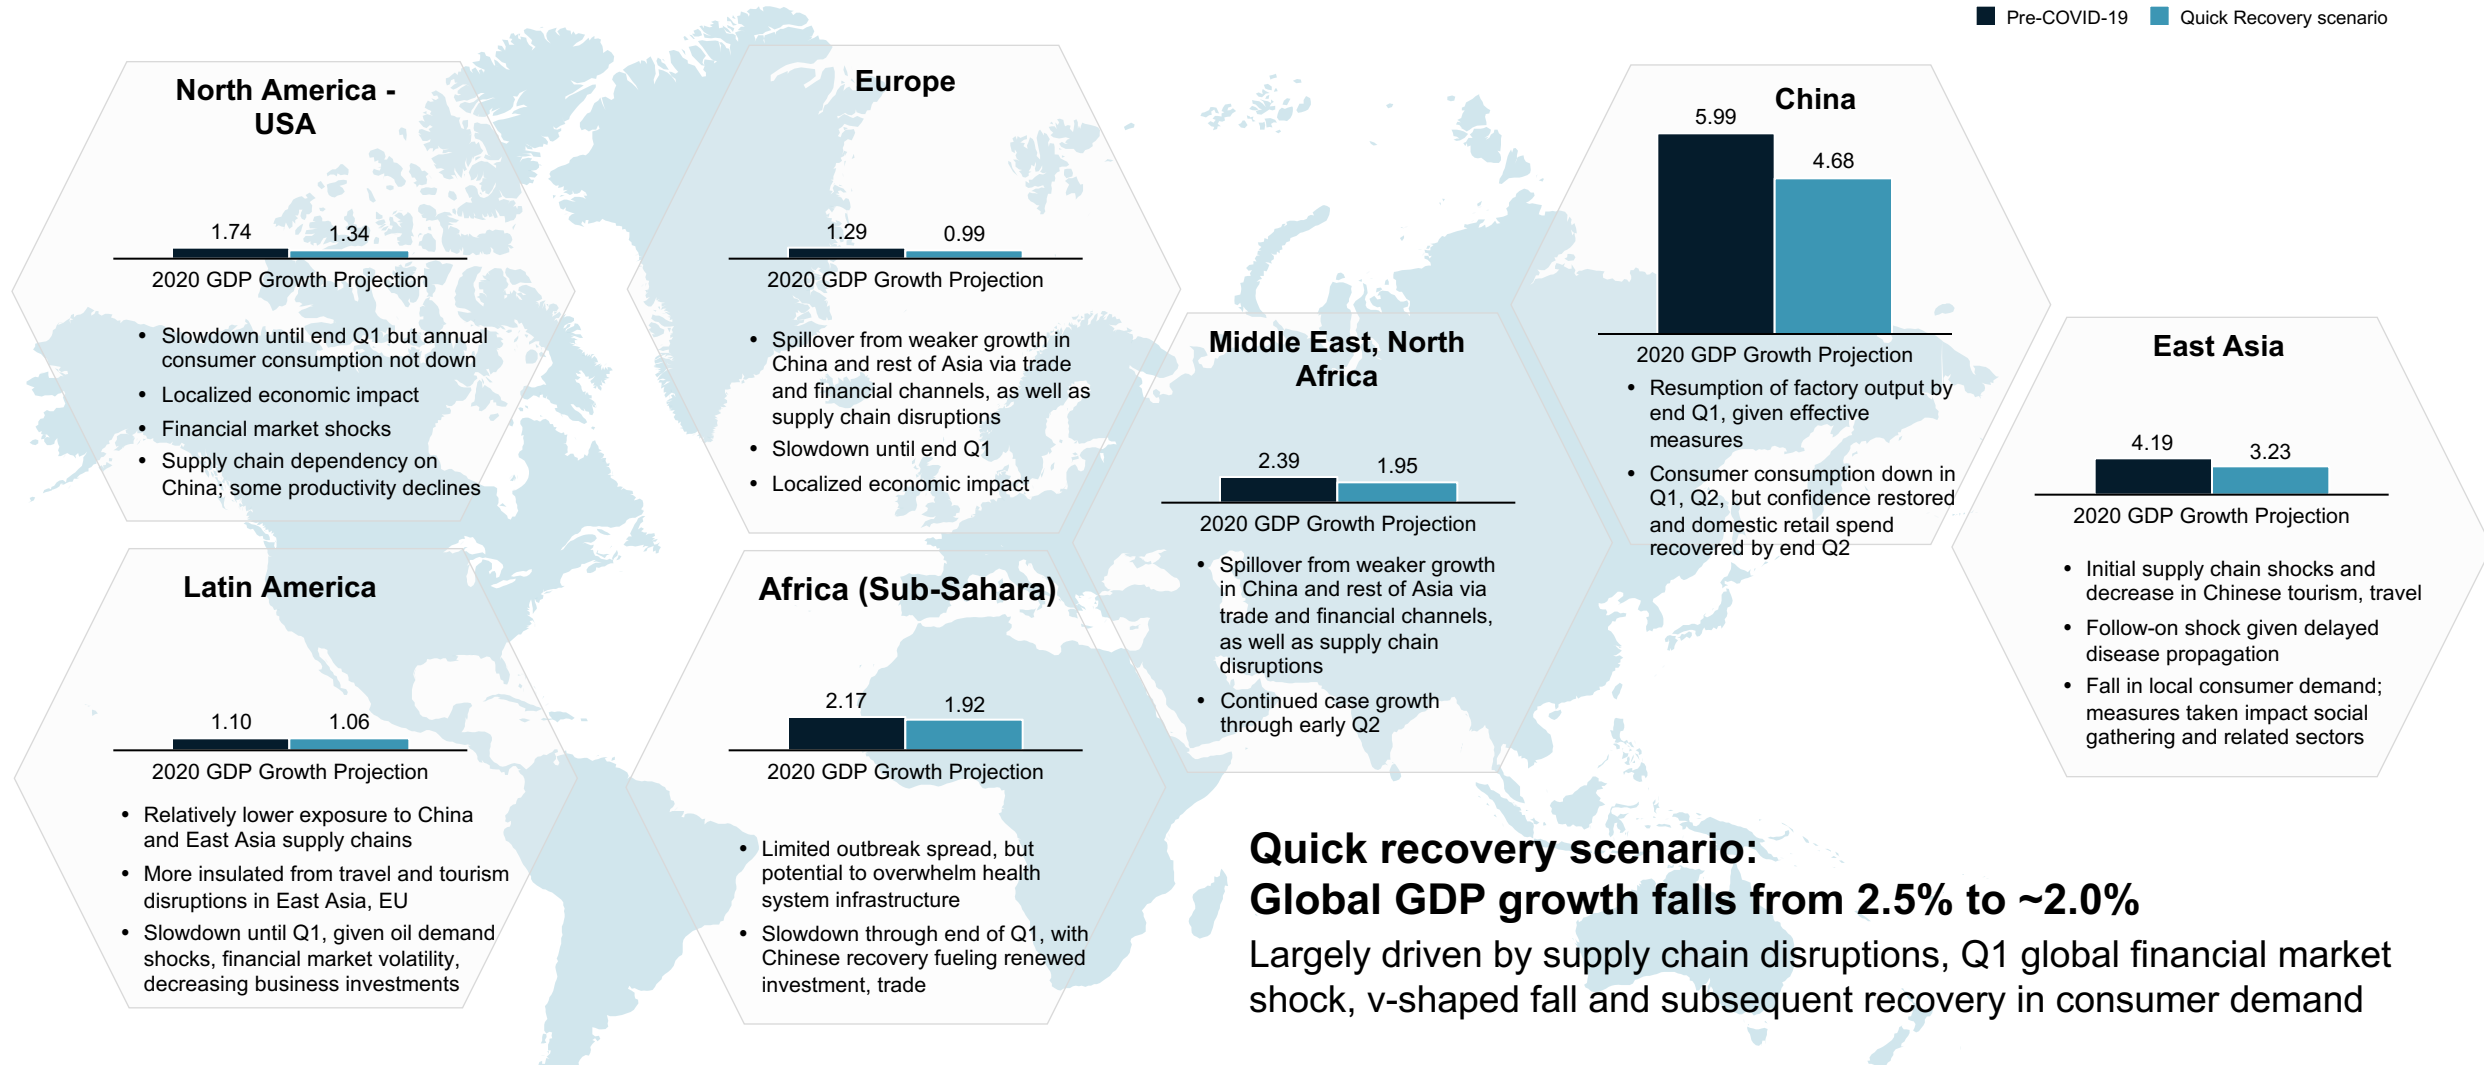 Pre-COVID-19
Quick Recovery scenario
North America -
USA
1.74
1.34
2020 GDP Growth Projection
• Slowdown until end Q1 but annual
consumer consumption not down
• Localized economic impact
• Financial market shocks
• Supply chain dependency on
China; some productivity declines
Europe
1.29
0.99
2020 GDP Growth Projection
• Spillover from weaker growth in
China and rest of Asia via trade
and financial channels, as well as
supply chain disruptions
• Slowdown until end Q1
• Localized economic impact
Middle East, North
Africa
2.39
1.95
2020 GDP Growth Projection
• Spillover from weaker growth
in China and rest of Asia via
trade and financial channels,
as well as supply chain
disruptions
• Continued case growth
through early Q2
China
5.99
4.68
2020 GDP Growth Projection
• Resumption of factory output by
end Q1, given effective
measures
• Consumer consumption down in
Q1, Q2, but confidence restored
and domestic retail spend
recovered by end Q2
East Asia
4.19
3.23
2020 GDP Growth Projection
• Initial supply chain shocks and
decrease in Chinese tourism, travel
• Follow-on shock given delayed
disease propagation
• Fall in local consumer demand;
measures taken impact social
gathering and related sectors
Latin America
1.10
1.06
2020 GDP Growth Projection
• Relatively lower exposure to China
and East Asia supply chains
• More insulated from travel and tourism
disruptions in East Asia, EU
• Slowdown until Q1, given oil demand
shocks, financial market volatility,
decreasing business investments
Africa (Sub-Sahara)
2.17
1.92
2020 GDP Growth Projection
• Limited outbreak spread, but
potential to overwhelm health
system infrastructure
• Slowdown through end of Q1, with
Chinese recovery fueling renewed
investment, trade
Quick recovery scenario:
Global GDP growth falls from 2.5% to ~2.0%
Largely driven by supply chain disruptions, Q1 global financial market
shock, v-shaped fall and subsequent recovery in consumer demand